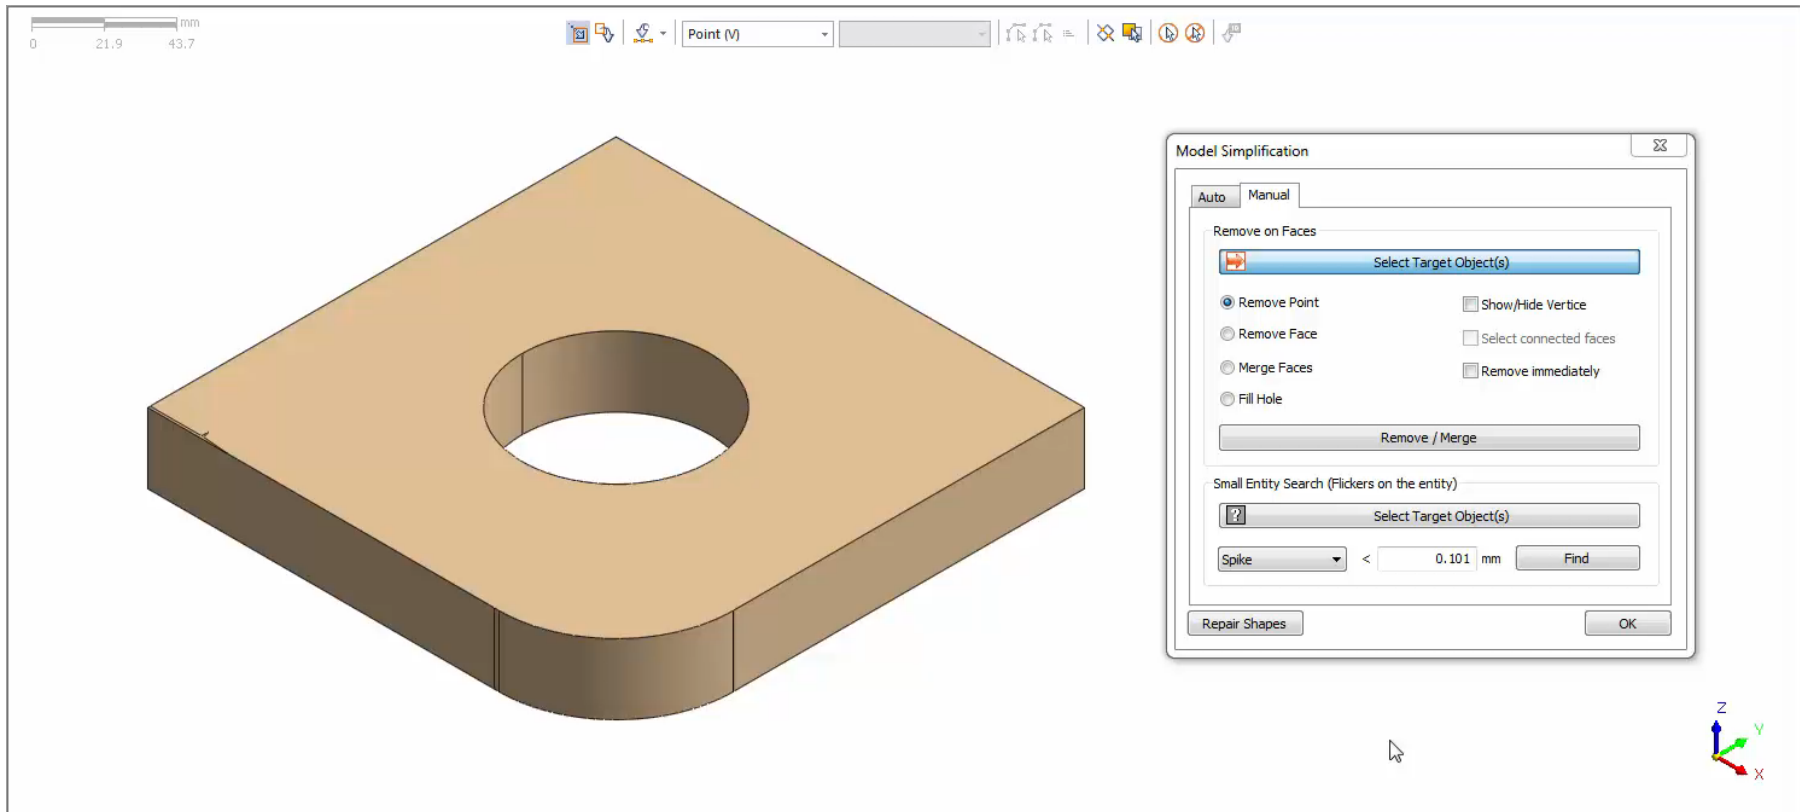 mm
0 21.9 43.7
Point (V)
Model Simplification
Auto Manual
Remove on Faces
Select Target Object(s)
Remove Point
Show/Hide Vertice
Remove Face
Select connected faces
Merge Faces
Remove immediately
Fill Hole
Remove / Merge
Small Entity Search (Flickers on the entity)
? Select Target Object(s)
Spike < 0.101 mm Find
Repair Shapes OK
Z
Y
X